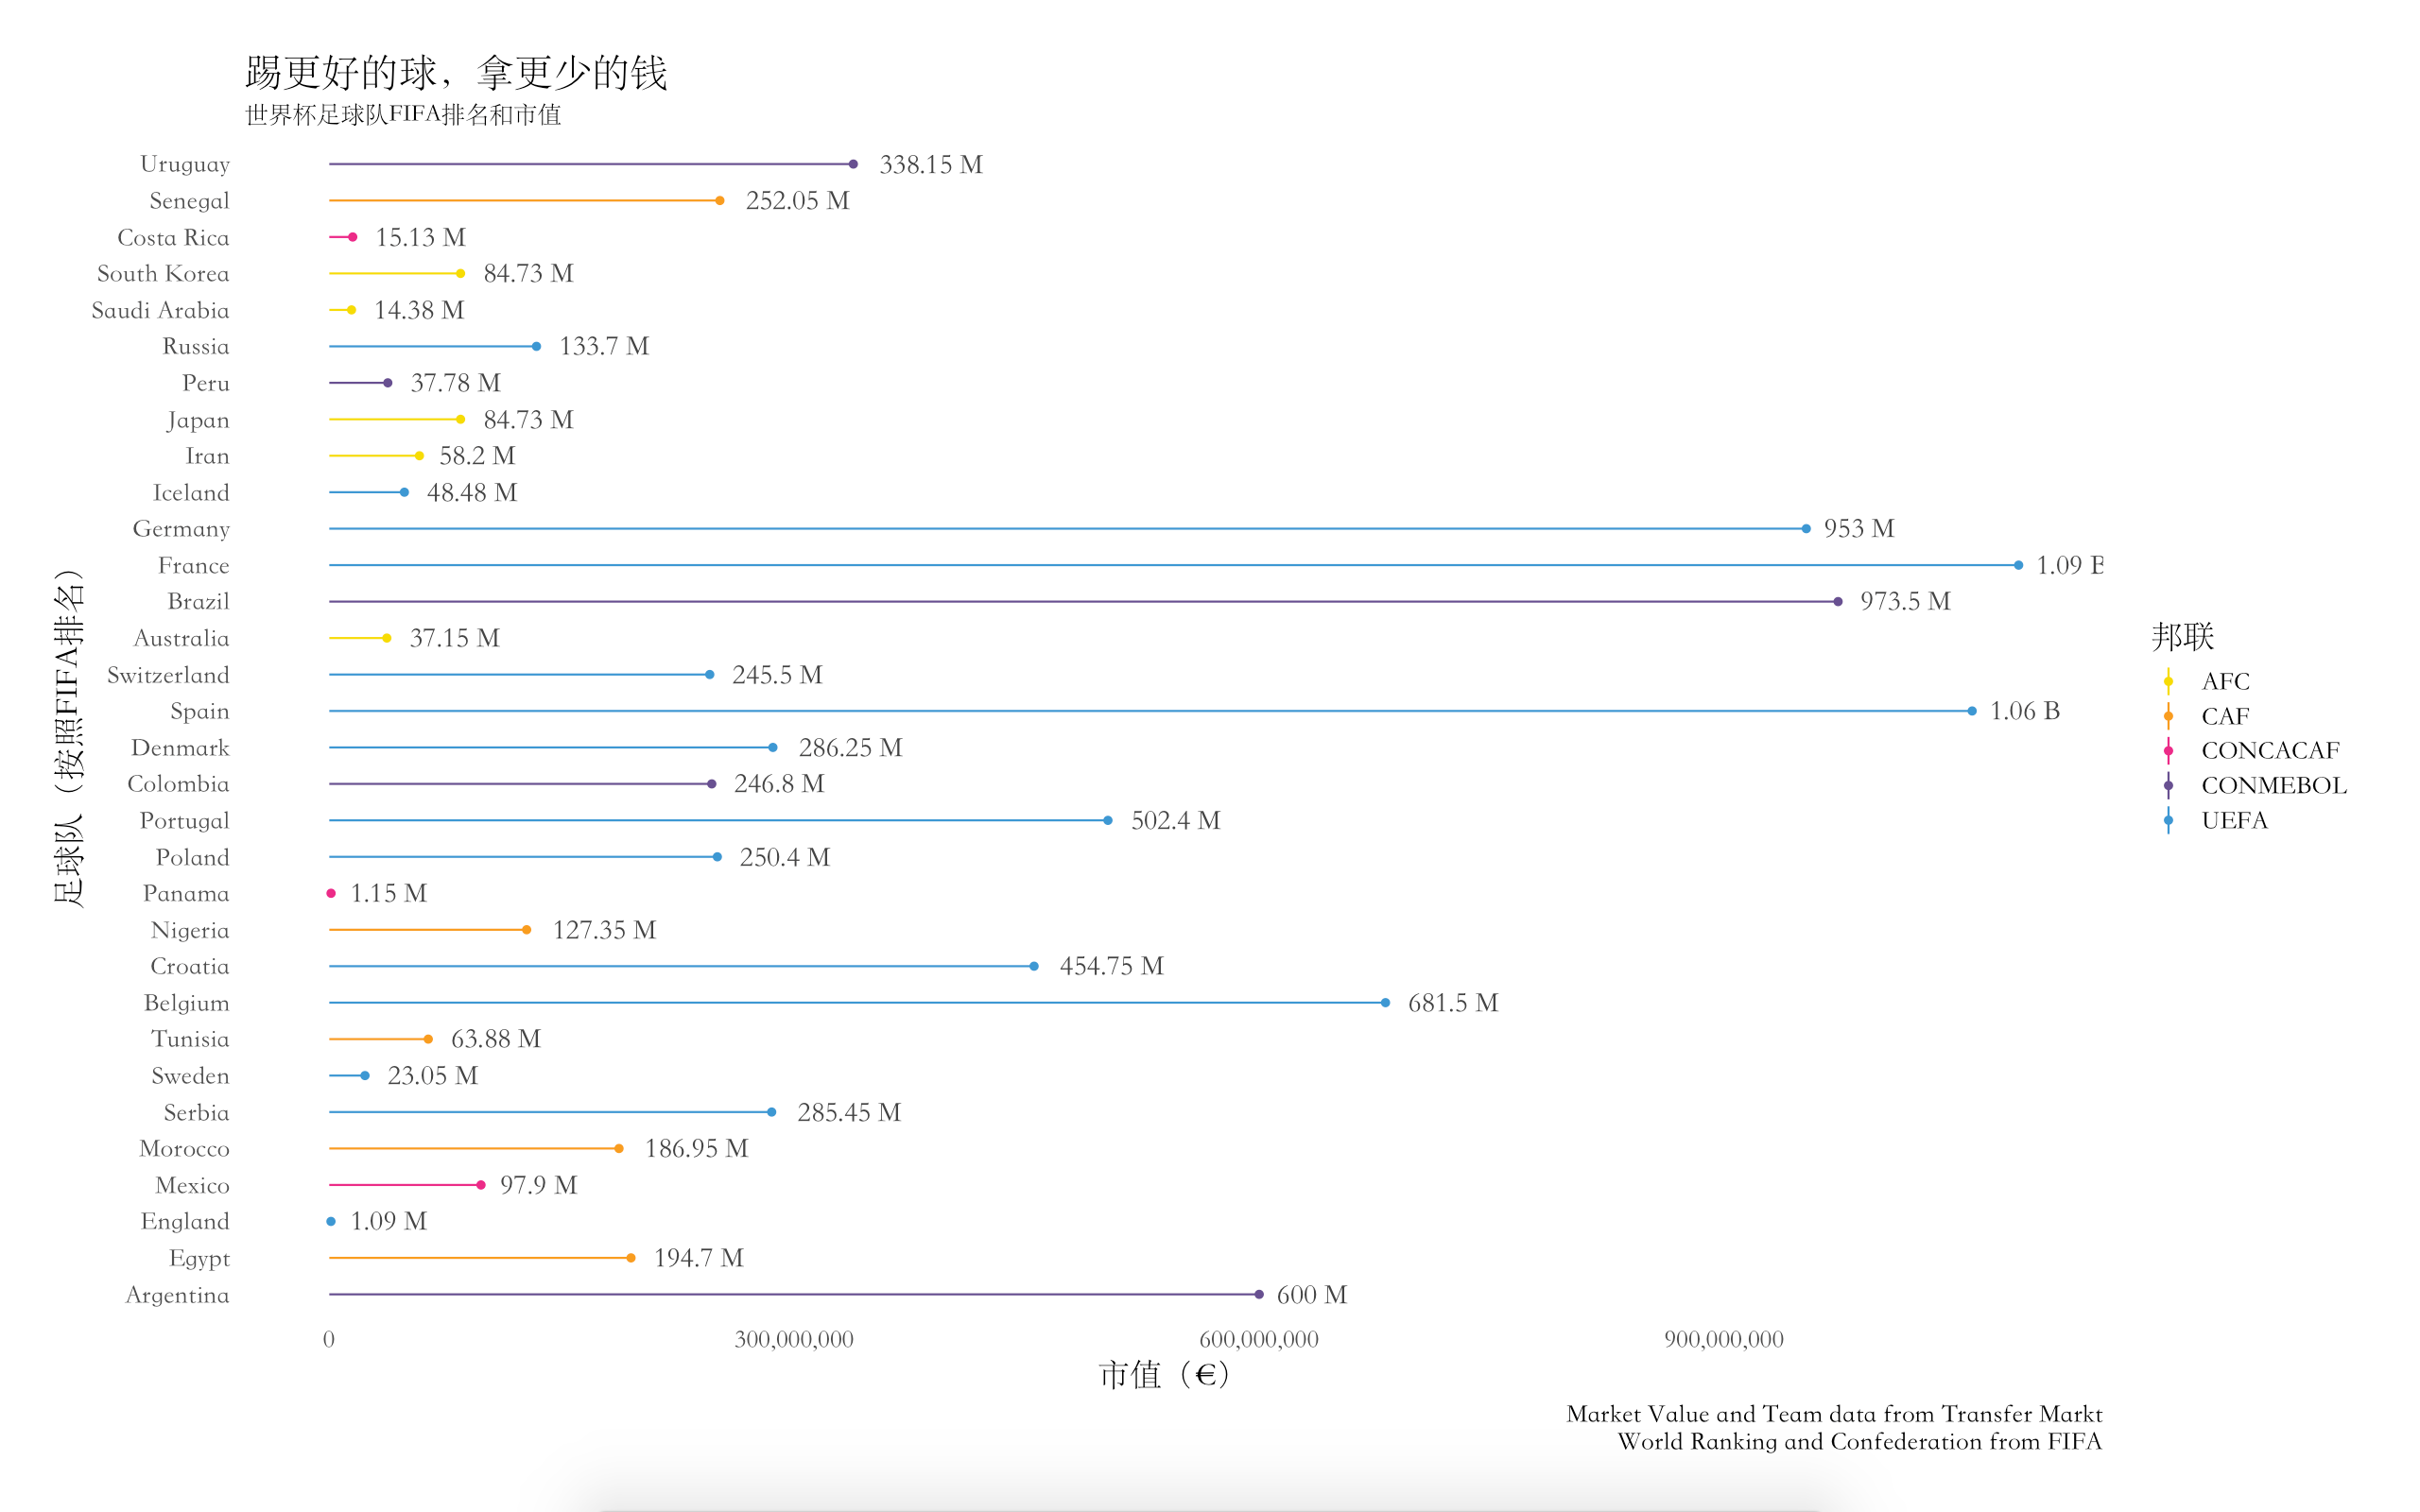 踢更好的球，拿更少的钱
世界杯足球队FIFA排名和市值
足球队（按照FIFA排名）
Uruguay 338.15 M
Senegal 252.05 M
Costa Rica 15.13 M
South Korea 84.73 M
Saudi Arabia 14.38 M
Russia 133.7 M
Peru 37.78 M
Japan 84.73 M
Iran 58.2 M
Iceland 48.48 M
Germany 953 M
France 1.09 B
Brazil 973.5 M
Australia 37.15 M
Switzerland 245.5 M
Spain 1.06 B
Denmark 286.25 M
Colombia 246.8 M
Portugal 502.4 M
Poland 250.4 M
Panama 1.15 M
Nigeria 127.35 M
Croatia 454.75 M
Belgium 681.5 M
Tunisia 63.88 M
Sweden 23.05 M
Serbia 285.45 M
Morocco 186.95 M
Mexico 97.9 M
England 1.09 M
Egypt 194.7 M
Argentina 600 M
0 300,000,000 600,000,000 900,000,000
市值（€）
邦联
AFC
CAF
CONCACAF
CONMEBOL
UEFA
Market Value and Team data from Transfer Markt
World Ranking and Confederation from FIFA